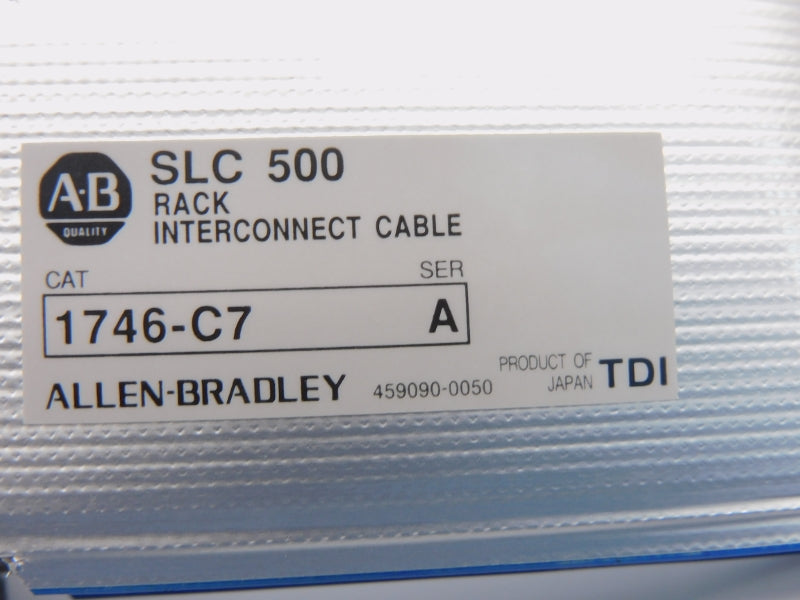 A·B
QUALITY
SLC 500
RACK
INTERCONNECT CABLE
CAT SER
1746-C7 A
ALLEN-BRADLEY 459090-0050 PRODUCT OF JAPAN TDI